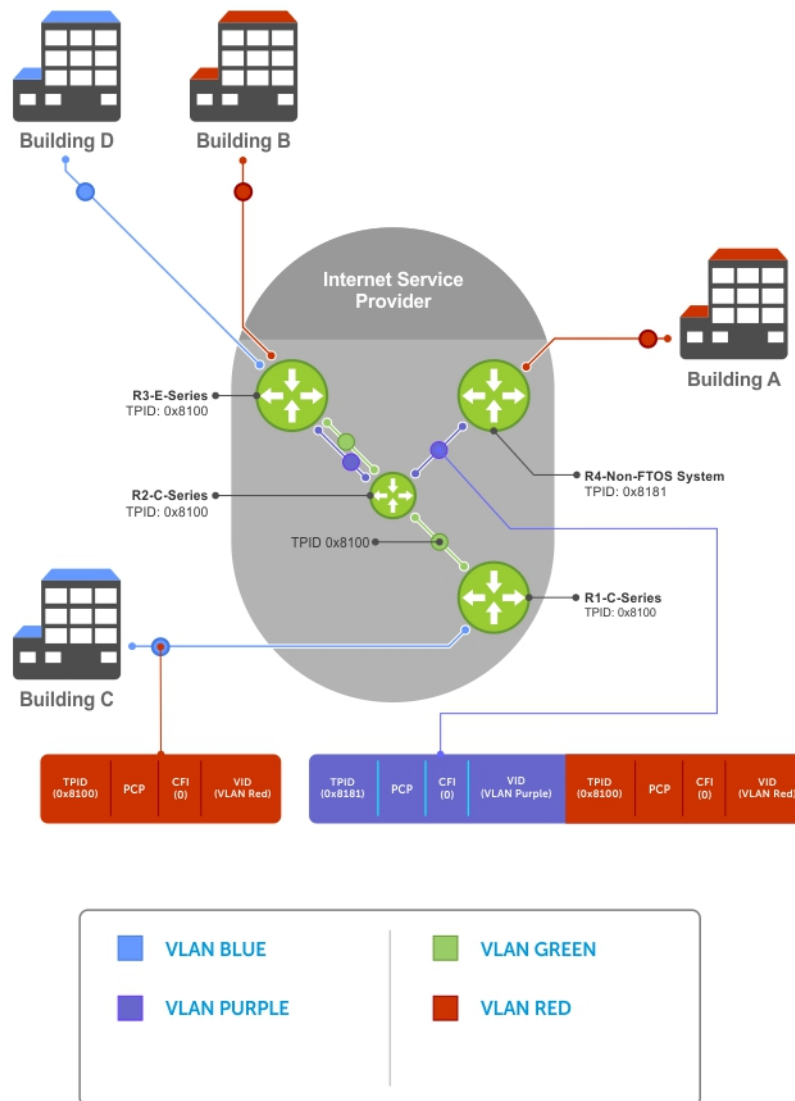 Building D
Building B
Internet Service
Provider
Building A
R3-E-Series
TPID: 0x8100
R4-Non-FTOS System
TPID: 0x8181
R2-C-Series
TPID: 0x8100
TPID 0x8100
R1-C-Series
TPID: 0x8100
Building C
TPID
(0x8100)
PCP
CFI
(0)
VID
(VLAN Red)
TPID
(0x8181)
PCP
CFI
(0)
VID
(VLAN Purple)
TPID
(0x8100)
PCP
CFI
(0)
VID
(VLAN Red)
VLAN BLUE
VLAN GREEN
VLAN PURPLE
VLAN RED